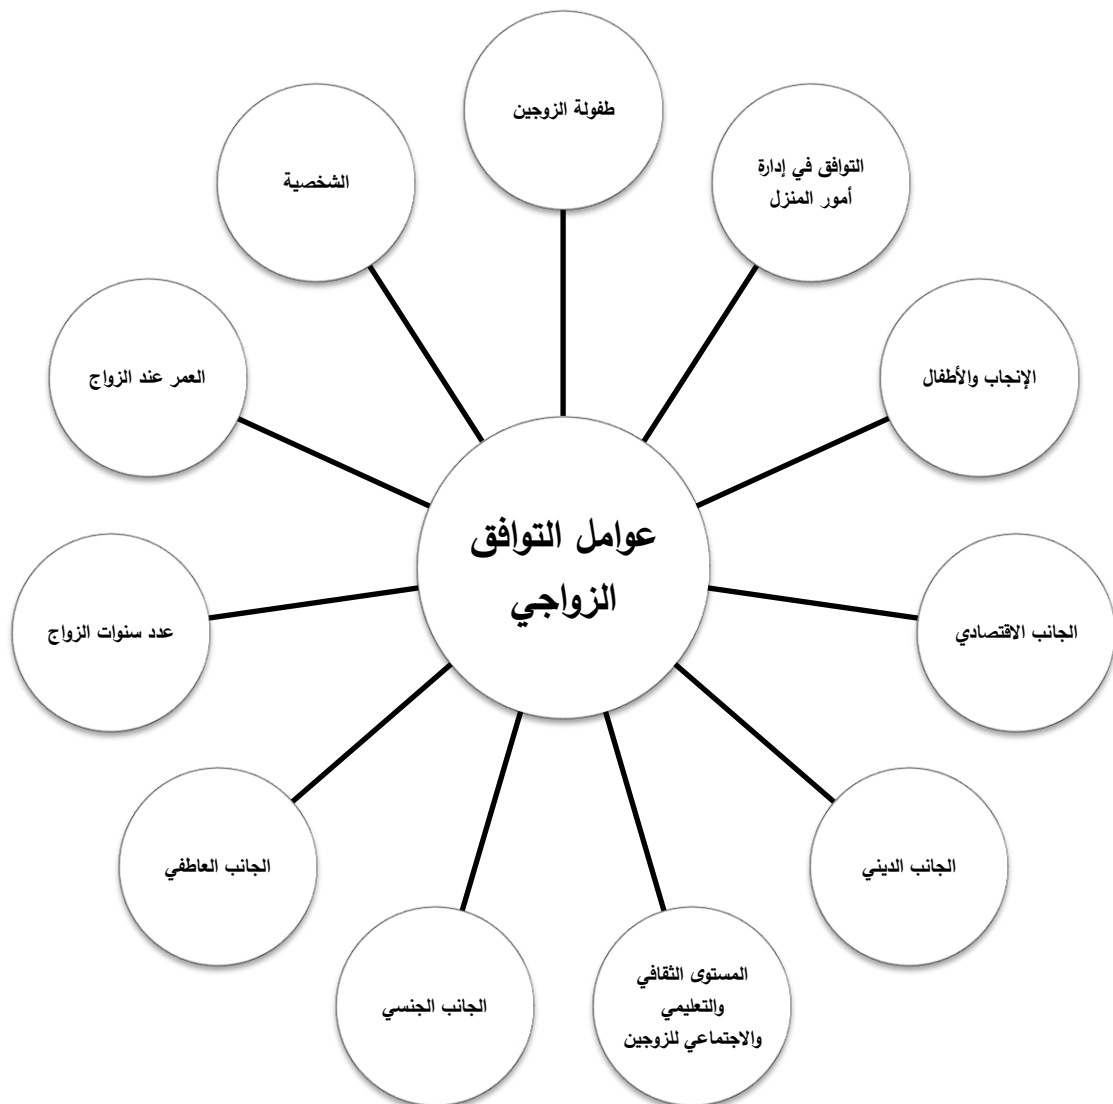 طفولة الزوجين
التوافق في إدارة
أمور المنزل
الشخصية
الإنجاب والأطفال
العمر عند الزواج
عوامل التوافق
الزواجي
الجانب الاقتصادي
عدد سنوات الزواج
الجانب الديني
الجانب العاطفي
المستوى الثقافي
والتعليمي
والاجتماعي للزوجين
الجانب الجنسي